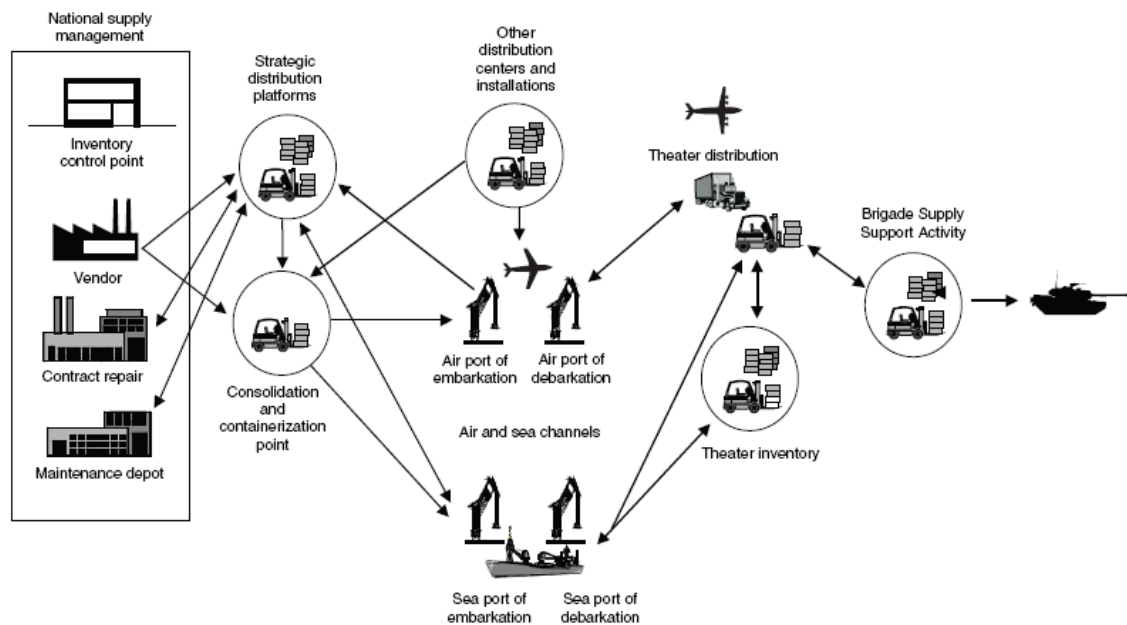 National supply
management
Inventory
control point
Vendor
Contract repair
Maintenance depot
Strategic
distribution
platforms
Consolidation
and
containerization
point
Other
distribution
centers and
installations
Air port of
embarkation
Air port of
debarkation
Air and sea channels
Sea port of
embarkation
Sea port of
debarkation
Theater distribution
Theater inventory
Brigade Supply
Support Activity